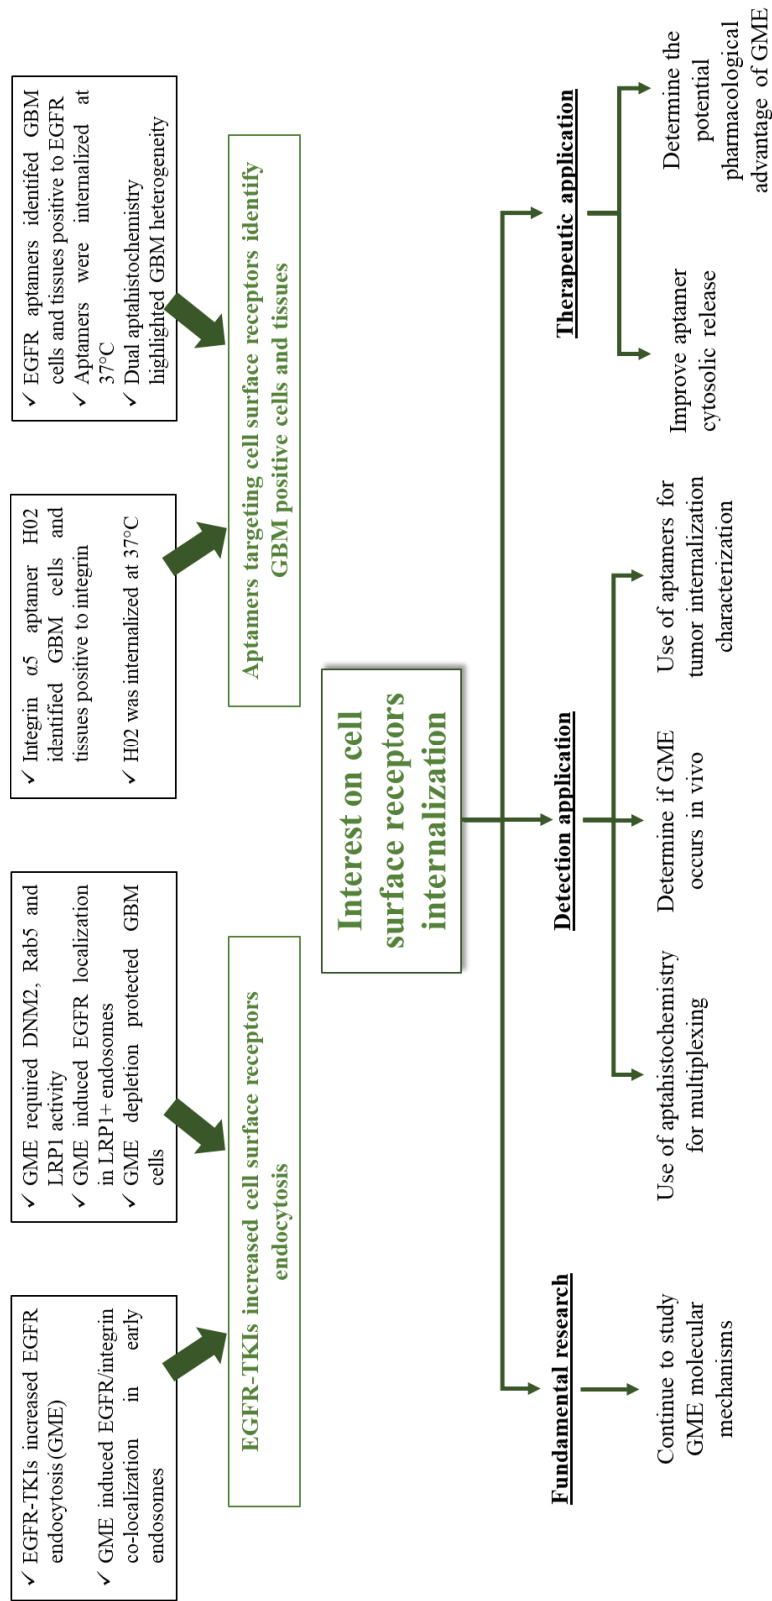 ✓ EGFR-TKIs increased EGFR
endocytosis (GME)
✓ GME induced EGFR/integrin
co-localization in early
endosomes
✓ GME required DNM2, Rab5 and
LRP1 activity
✓ GME induced EGFR localization
in LRP1+ endosomes
✓ GME depletion protected GBM
cells
✓ Integrin α5 aptamer H02
identified GBM cells and
tissues positive to integrin
✓ H02 was internalized at 37°C
✓ EGFR aptamers identifed GBM
cells and tissues positive to EGFR
✓ Aptamers were internalized at
37°C
✓ Dual aptahistochemistry
highlighted GBM heterogeneity
EGFR-TKIs increased cell surface receptors
endocytosis
Aptamers targeting cell surface receptors identify
GBM positive cells and tissues
Interest on cell
surface receptors
internalization
Fundamental research
Detection application
Therapeutic application
Continue to study
GME molecular
mechanisms
Use of aptahistochemistry
for multiplexing
Determine if GME
occurs in vivo
Use of aptamers for
tumor internalization
characterization
Improve aptamer
cytosolic release
Determine the
potential
pharmacological
advantage of GME